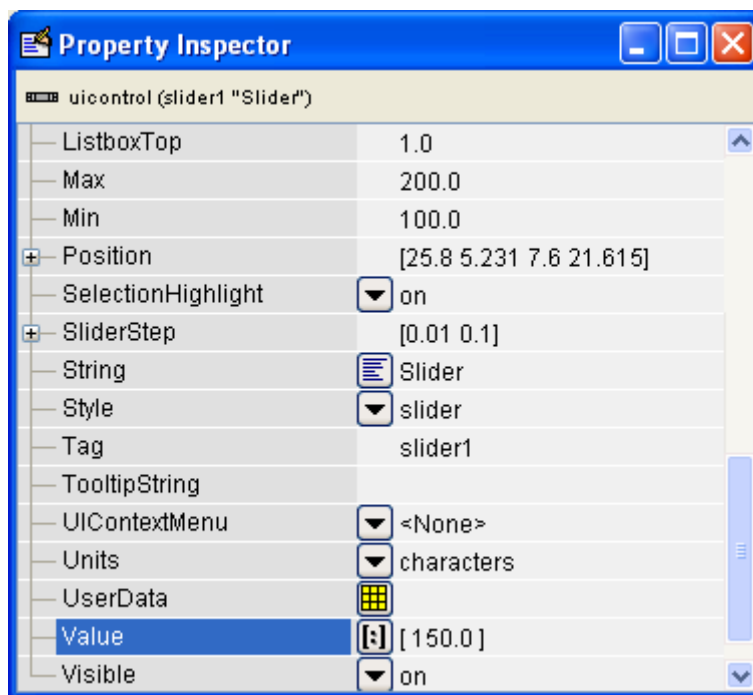 Property Inspector
uicontrol (slider1 "Slider")
ListboxTop 1.0
Max 200.0
Min 100.0
Position [25.8 5.231 7.6 21.615]
SelectionHighlight on
SliderStep [0.01 0.1]
String Slider
Style slider
Tag slider1
TooltipString
UIContextMenu <None>
Units characters
UserData
Value [:] [ 150.0 ]
Visible on